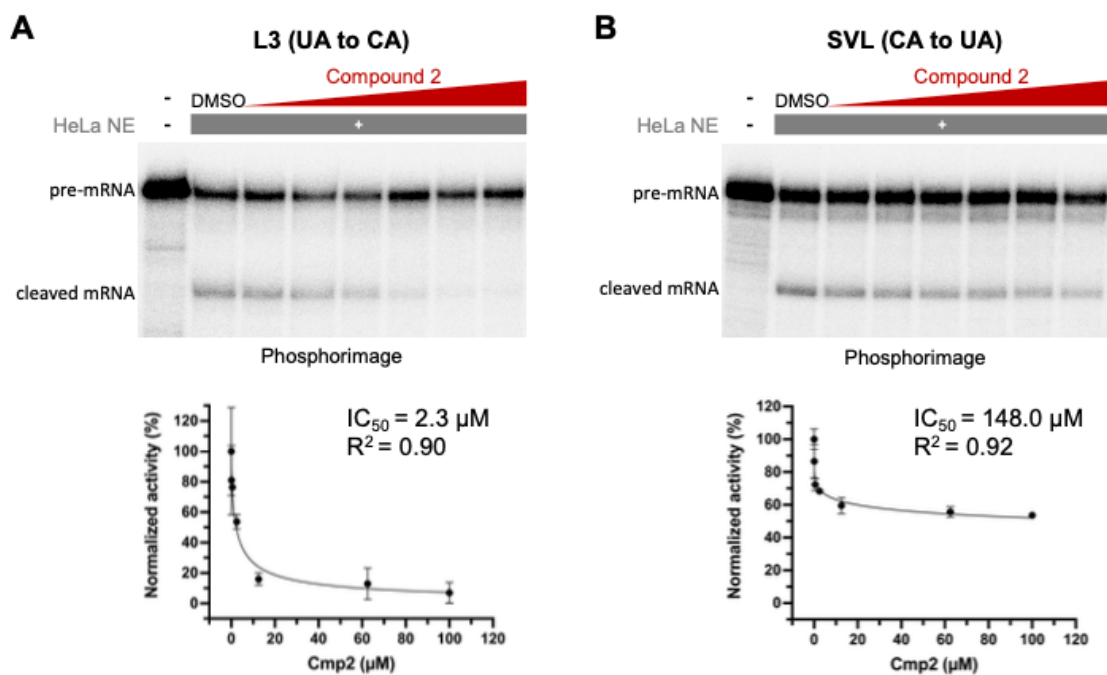 A
L3 (UA to CA)
Compound 2
- DMSO
HeLa NE - +
pre-mRNA
cleaved mRNA
Phosphorimage
IC50 = 2.3 µM
R2 = 0.90
Normalized activity (%)
120
100
80
60
40
20
0
0 20 40 60 80 100 120
Cmp2 (µM)
B
SVL (CA to UA)
Compound 2
- DMSO
HeLa NE - +
pre-mRNA
cleaved mRNA
Phosphorimage
IC50 = 148.0 µM
R2 = 0.92
Normalized activity (%)
120
100
80
60
40
20
0
0 20 40 60 80 100 120
Cmp2 (µM)